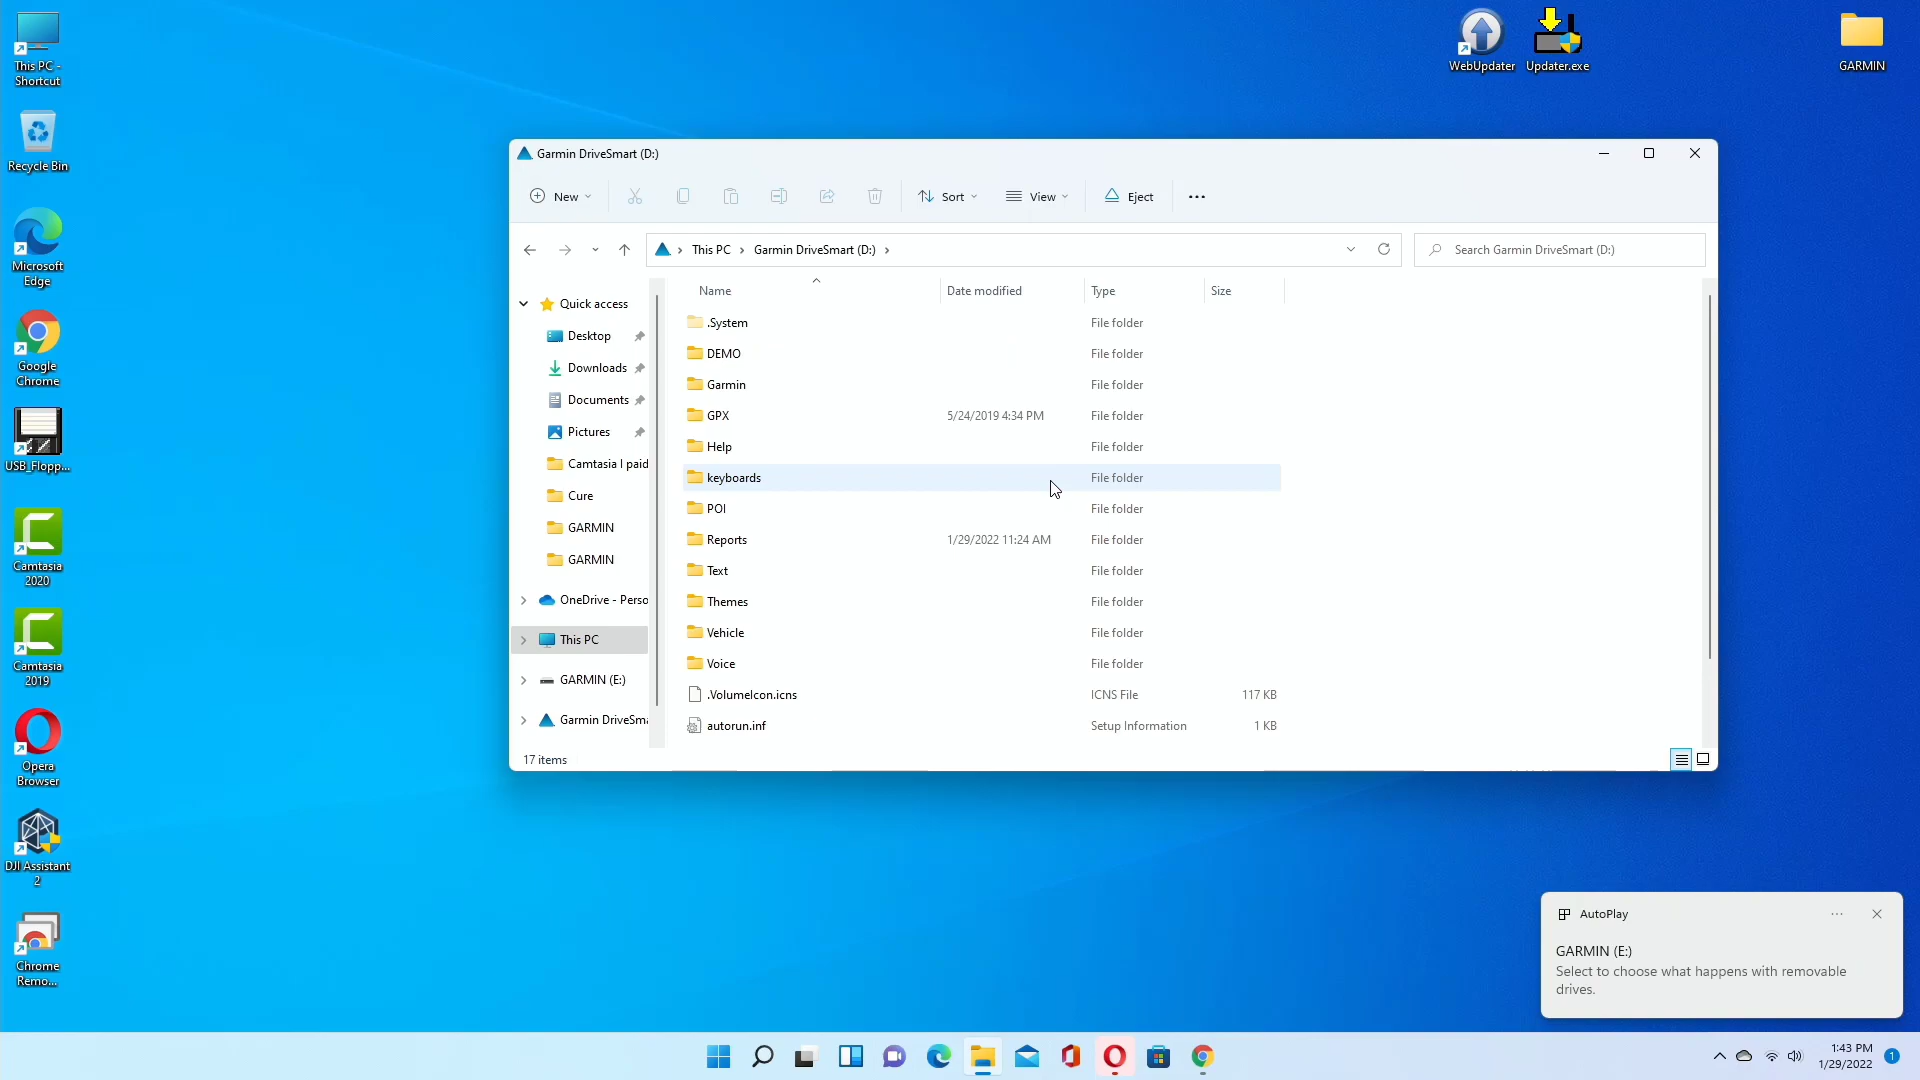 This PC -
Shortcut
Recycle Bin
Microsoft
Edge
Google
Chrome
USB_Flopp...
Camtasia
2020
Camtasia
2019
Opera
Browser
DJI Assistant
2
Chrome
Remo...
WebUpdater
Updater.exe
GARMIN
Garmin DriveSmart (D:)
New
Sort
View
Eject
This PC
Garmin DriveSmart (D:)
Search Garmin DriveSmart (D:)
Quick access
Desktop
Downloads
Documents
Pictures
Camtasia I paid
Cure
GARMIN
GARMIN
OneDrive - Perso
This PC
GARMIN (E:)
Garmin DriveSma
Name Date modified Type Size
.System File folder
DEMO File folder
Garmin File folder
GPX 5/24/2019 4:34 PM File folder
Help File folder
keyboards File folder
POI File folder
Reports 1/29/2022 11:24 AM File folder
Text File folder
Themes File folder
Vehicle File folder
Voice File folder
.VolumeIcon.icns ICNS File 117 KB
autorun.inf Setup Information 1 KB
17 items
AutoPlay
GARMIN (E:)
Select to choose what happens with removable
drives.
1:43 PM
1/29/2022
1